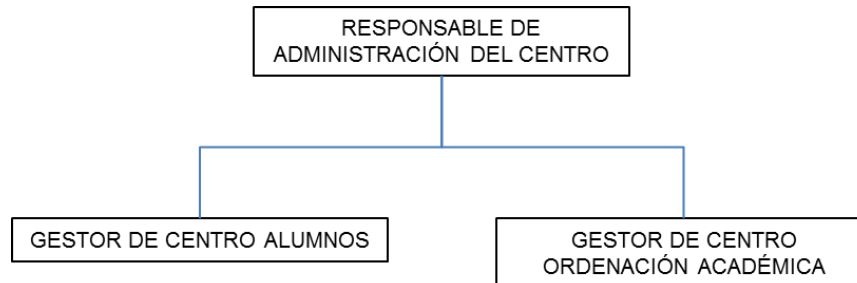 RESPONSABLE DE
ADMINISTRACIÓN DEL CENTRO
GESTOR DE CENTRO ALUMNOS
GESTOR DE CENTRO
ORDENACIÓN ACADÉMICA